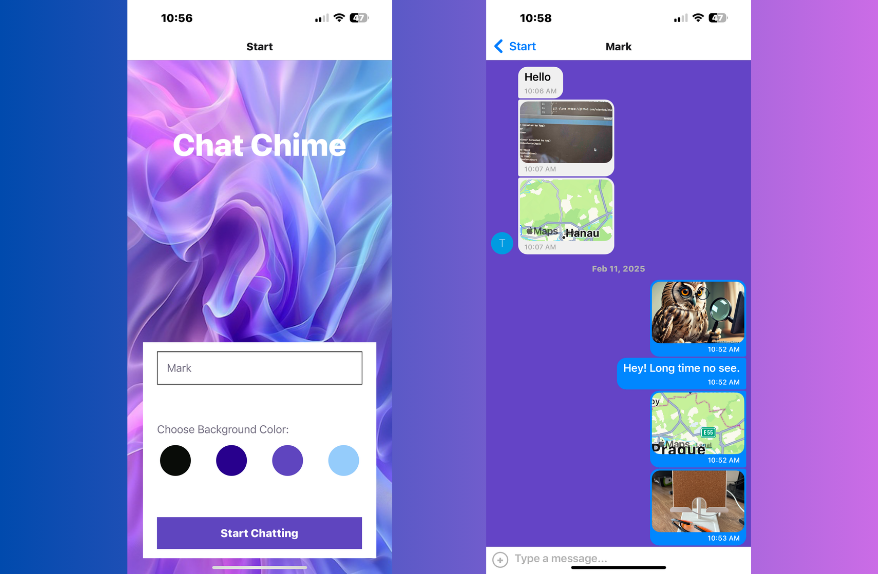 10:56
47
Start
Chat Chime
Mark
Choose Background Color:
Start Chatting
10:58
47
Start
Mark
Hello
10:06 AM
10:07 AM
Maps
Hanau
10:07 AM
T
Feb 11, 2025
10:52 AM
Hey! Long time no see.
10:52 AM
E55
Maps
Legal
Prague
10:52 AM
10:53 AM
Type a message...